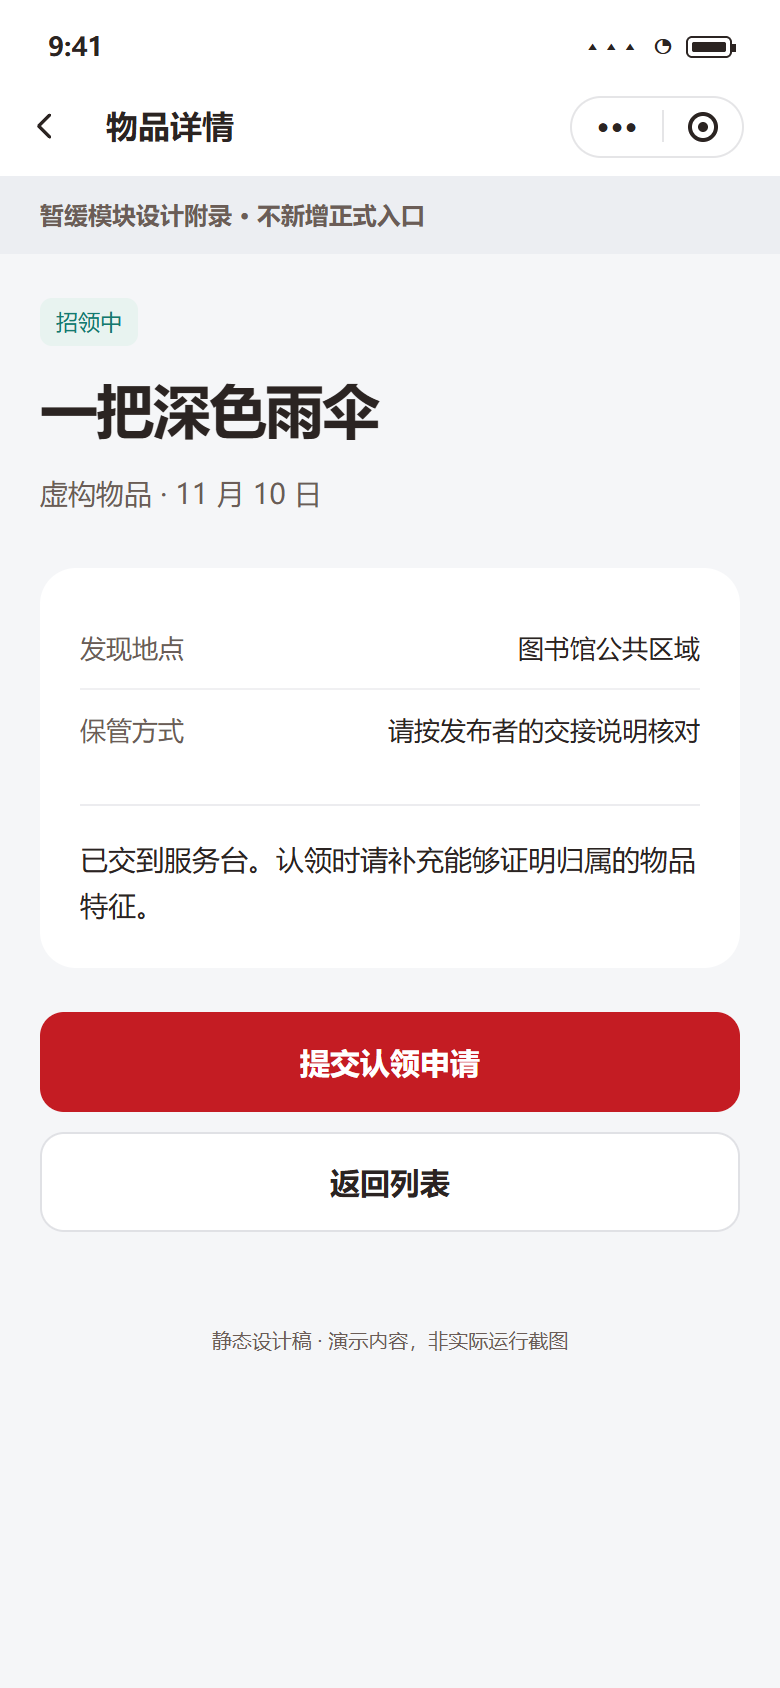 9:41
物品详情
暂缓模块设计附录 • 不新增正式入口
招领中
一把深色雨伞
虚构物品 · 11 月 10 日
发现地点 图书馆公共区域
保管方式 请按发布者的交接说明核对
已交到服务台。认领时请补充能够证明归属的物品
特征。
提交认领申请
返回列表
静态设计稿 · 演示内容，非实际运行截图